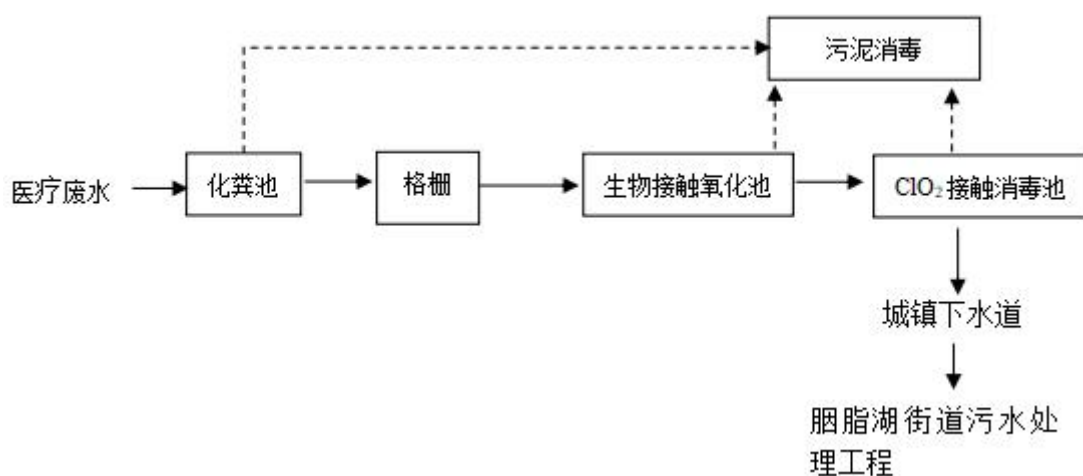 污泥消毒
医疗废水
化粪池
格栅
生物接触氧化池
ClO₂接触消毒池
城镇下水道
胭脂湖街道污水处
理工程